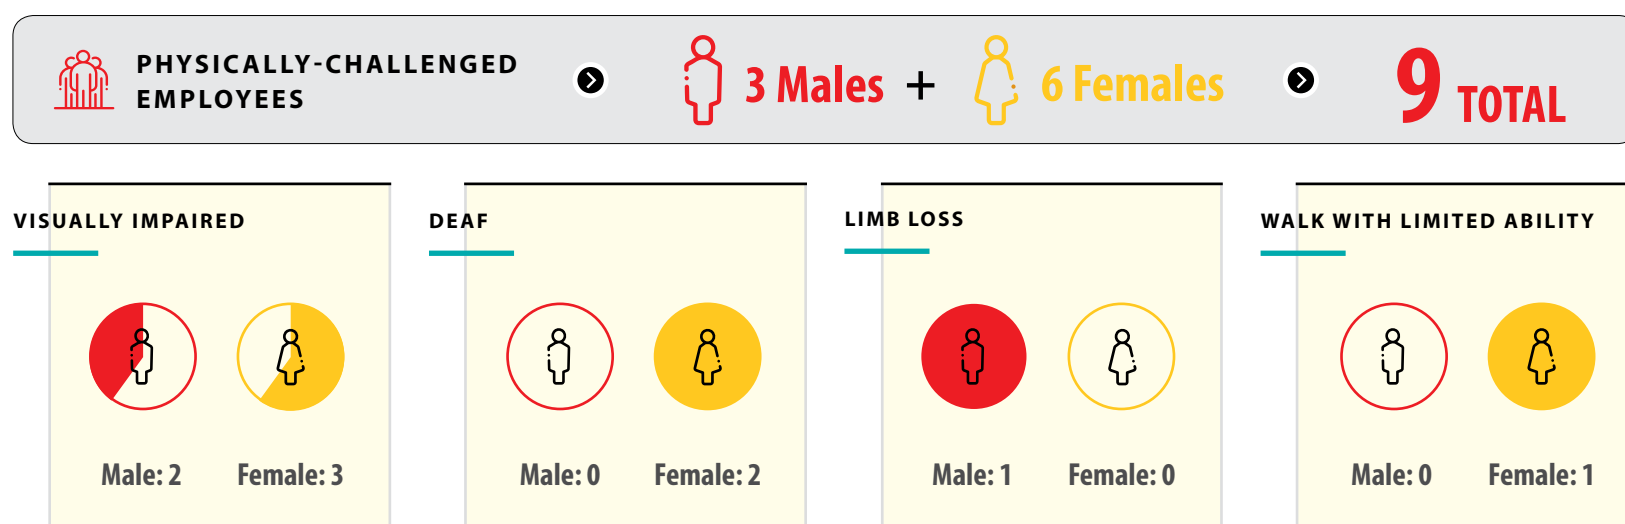 PHYSICALLY-CHALLENGED
EMPLOYEES
3 Males + 6 Females
9 TOTAL
VISUALLY IMPAIRED
Male: 2 Female: 3
DEAF
Male: 0 Female: 2
LIMB LOSS
Male: 1 Female: 0
WALK WITH LIMITED ABILITY
Male: 0 Female: 1